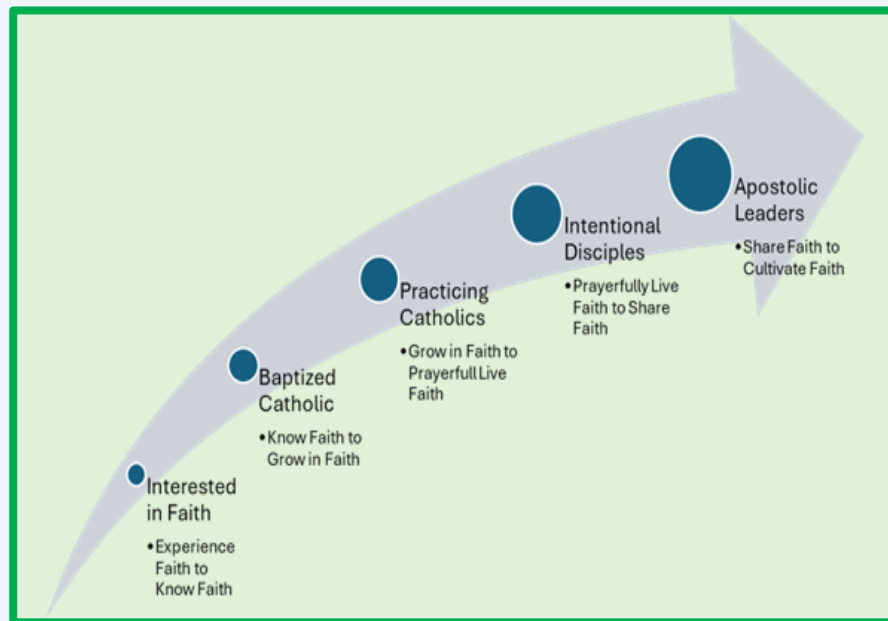 Interested
in Faith
•Experience
Faith to
Know Faith
Baptized
Catholic
•Know Faith to
Grow in Faith
Practicing
Catholics
•Grow in Faith to
Prayerfull Live
Faith
Intentional
Disciples
•Prayerfully Live
Faith to Share
Faith
Apostolic
Leaders
•Share Faith to
Cultivate Faith